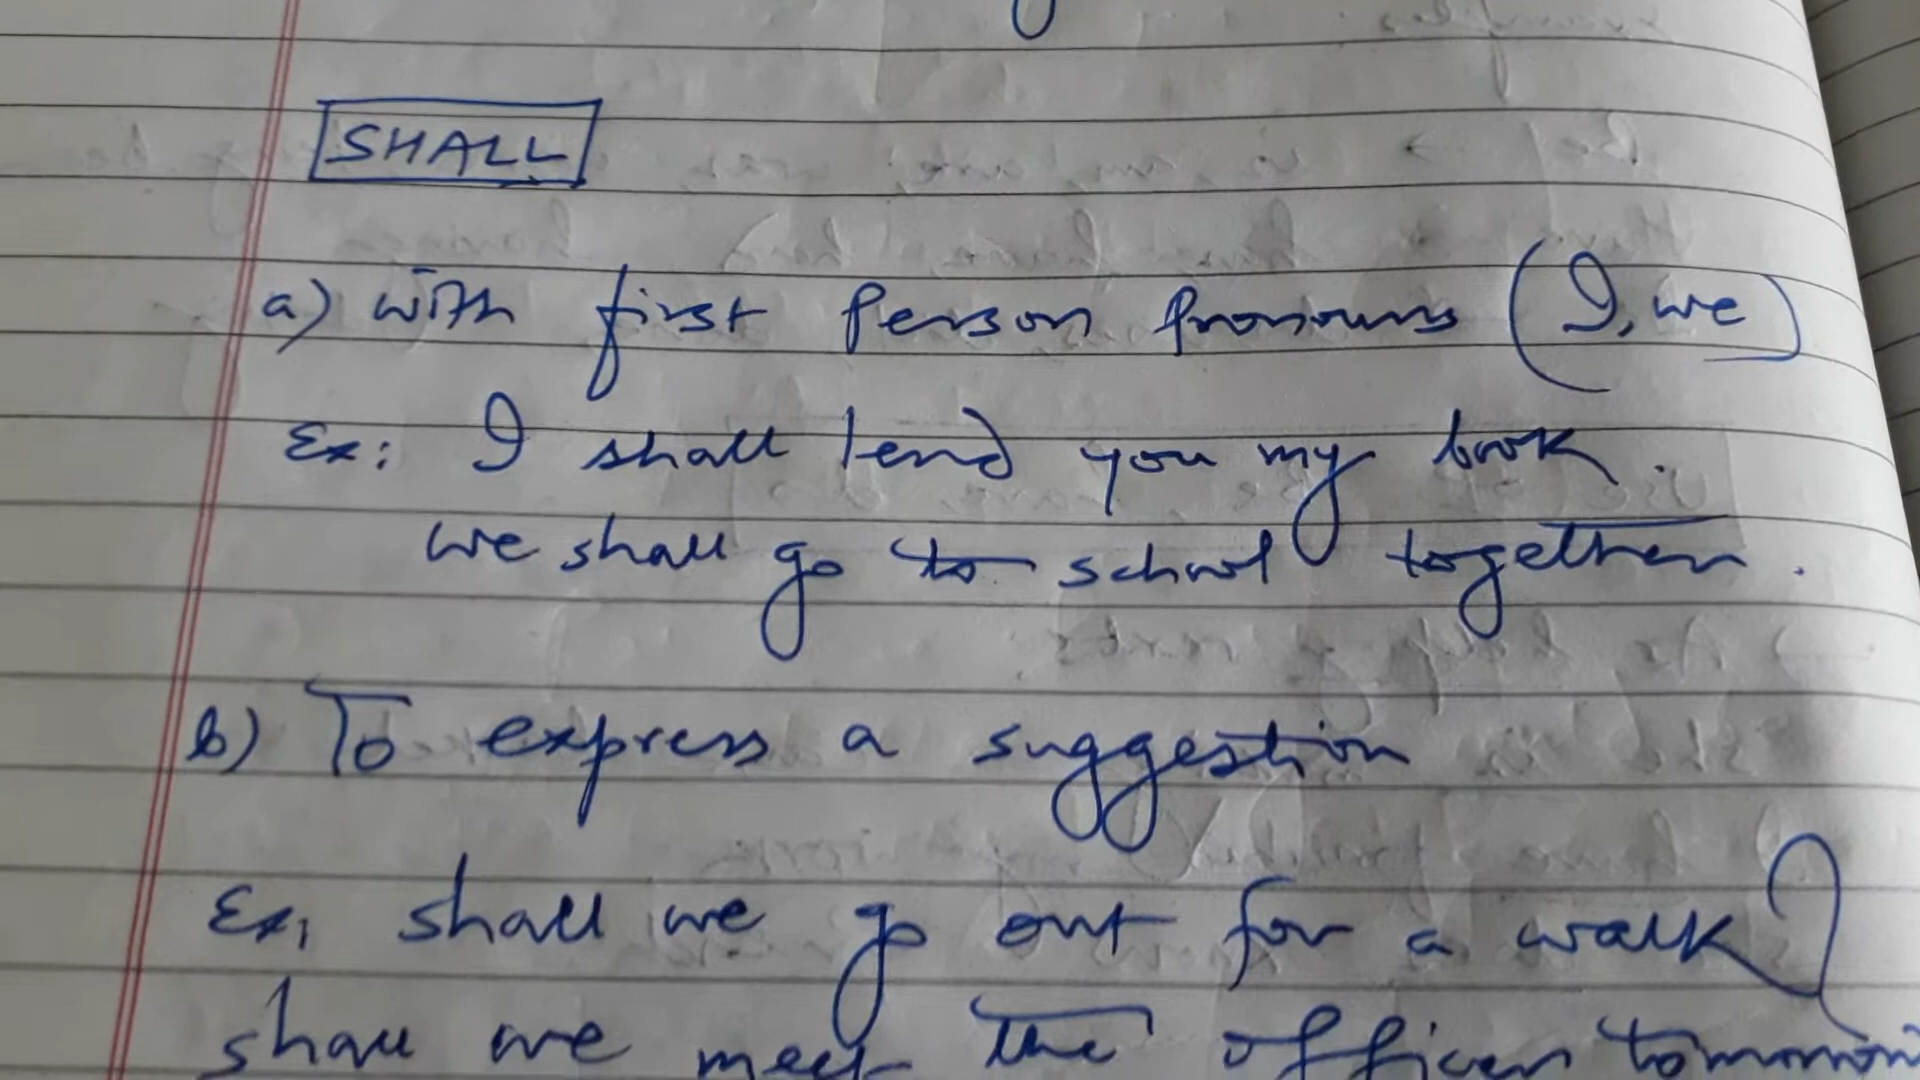 SHALL
a) with first person pronouns (I, we)
Ex: I shall lend you my book.
we shall go to school together.
b) To express a suggestion
Ex, shall we go out for a walk?
shall we meet the officer tomorrow